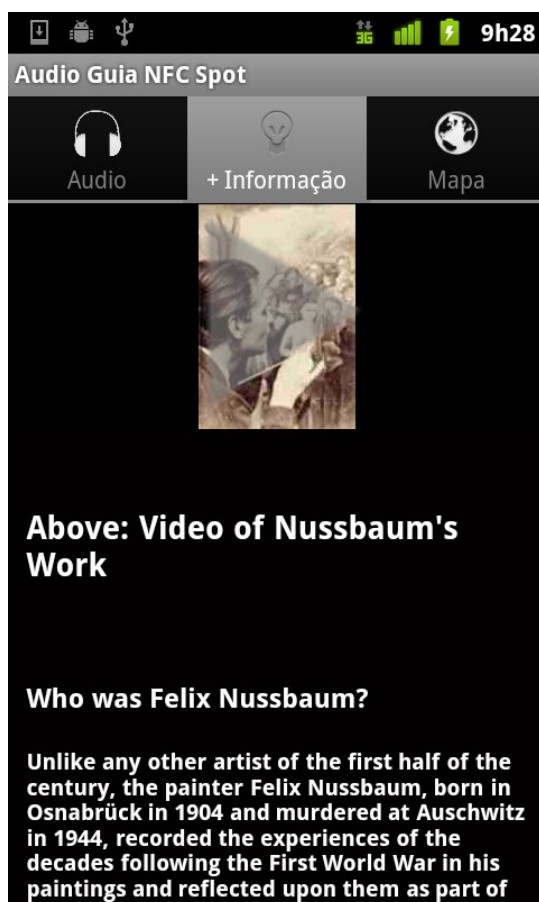 3G 9h28
Audio Guia NFC Spot
Audio + Informação Mapa
Above: Video of Nussbaum's
Work
Who was Felix Nussbaum?
Unlike any other artist of the first half of the
century, the painter Felix Nussbaum, born in
Osnabrück in 1904 and murdered at Auschwitz
in 1944, recorded the experiences of the
decades following the First World War in his
paintings and reflected upon them as part of